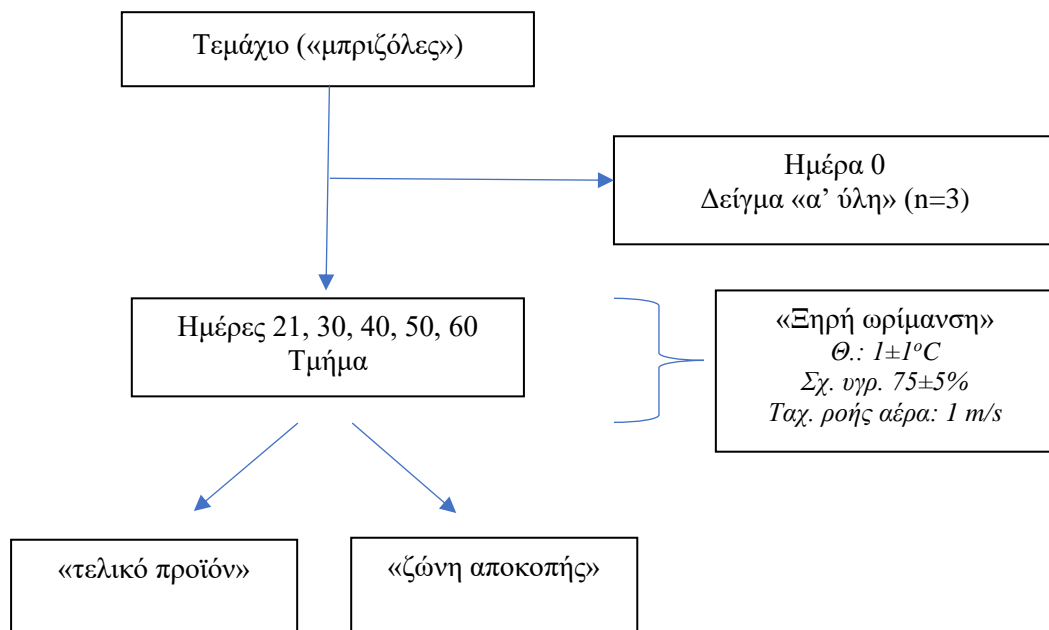 Τεμάχιο («μπριζόλες»)
Ημέρα 0
Δείγμα «α’ ύλη» (n=3)
Ημέρες 21, 30, 40, 50, 60
Τμήμα
«Ξηρή ωρίμανση»
Θ.: 1±1°C
Σχ. υγρ. 75±5%
Ταχ. ροής αέρα: 1 m/s
«τελικό προϊόν»
«ζώνη αποκοπής»